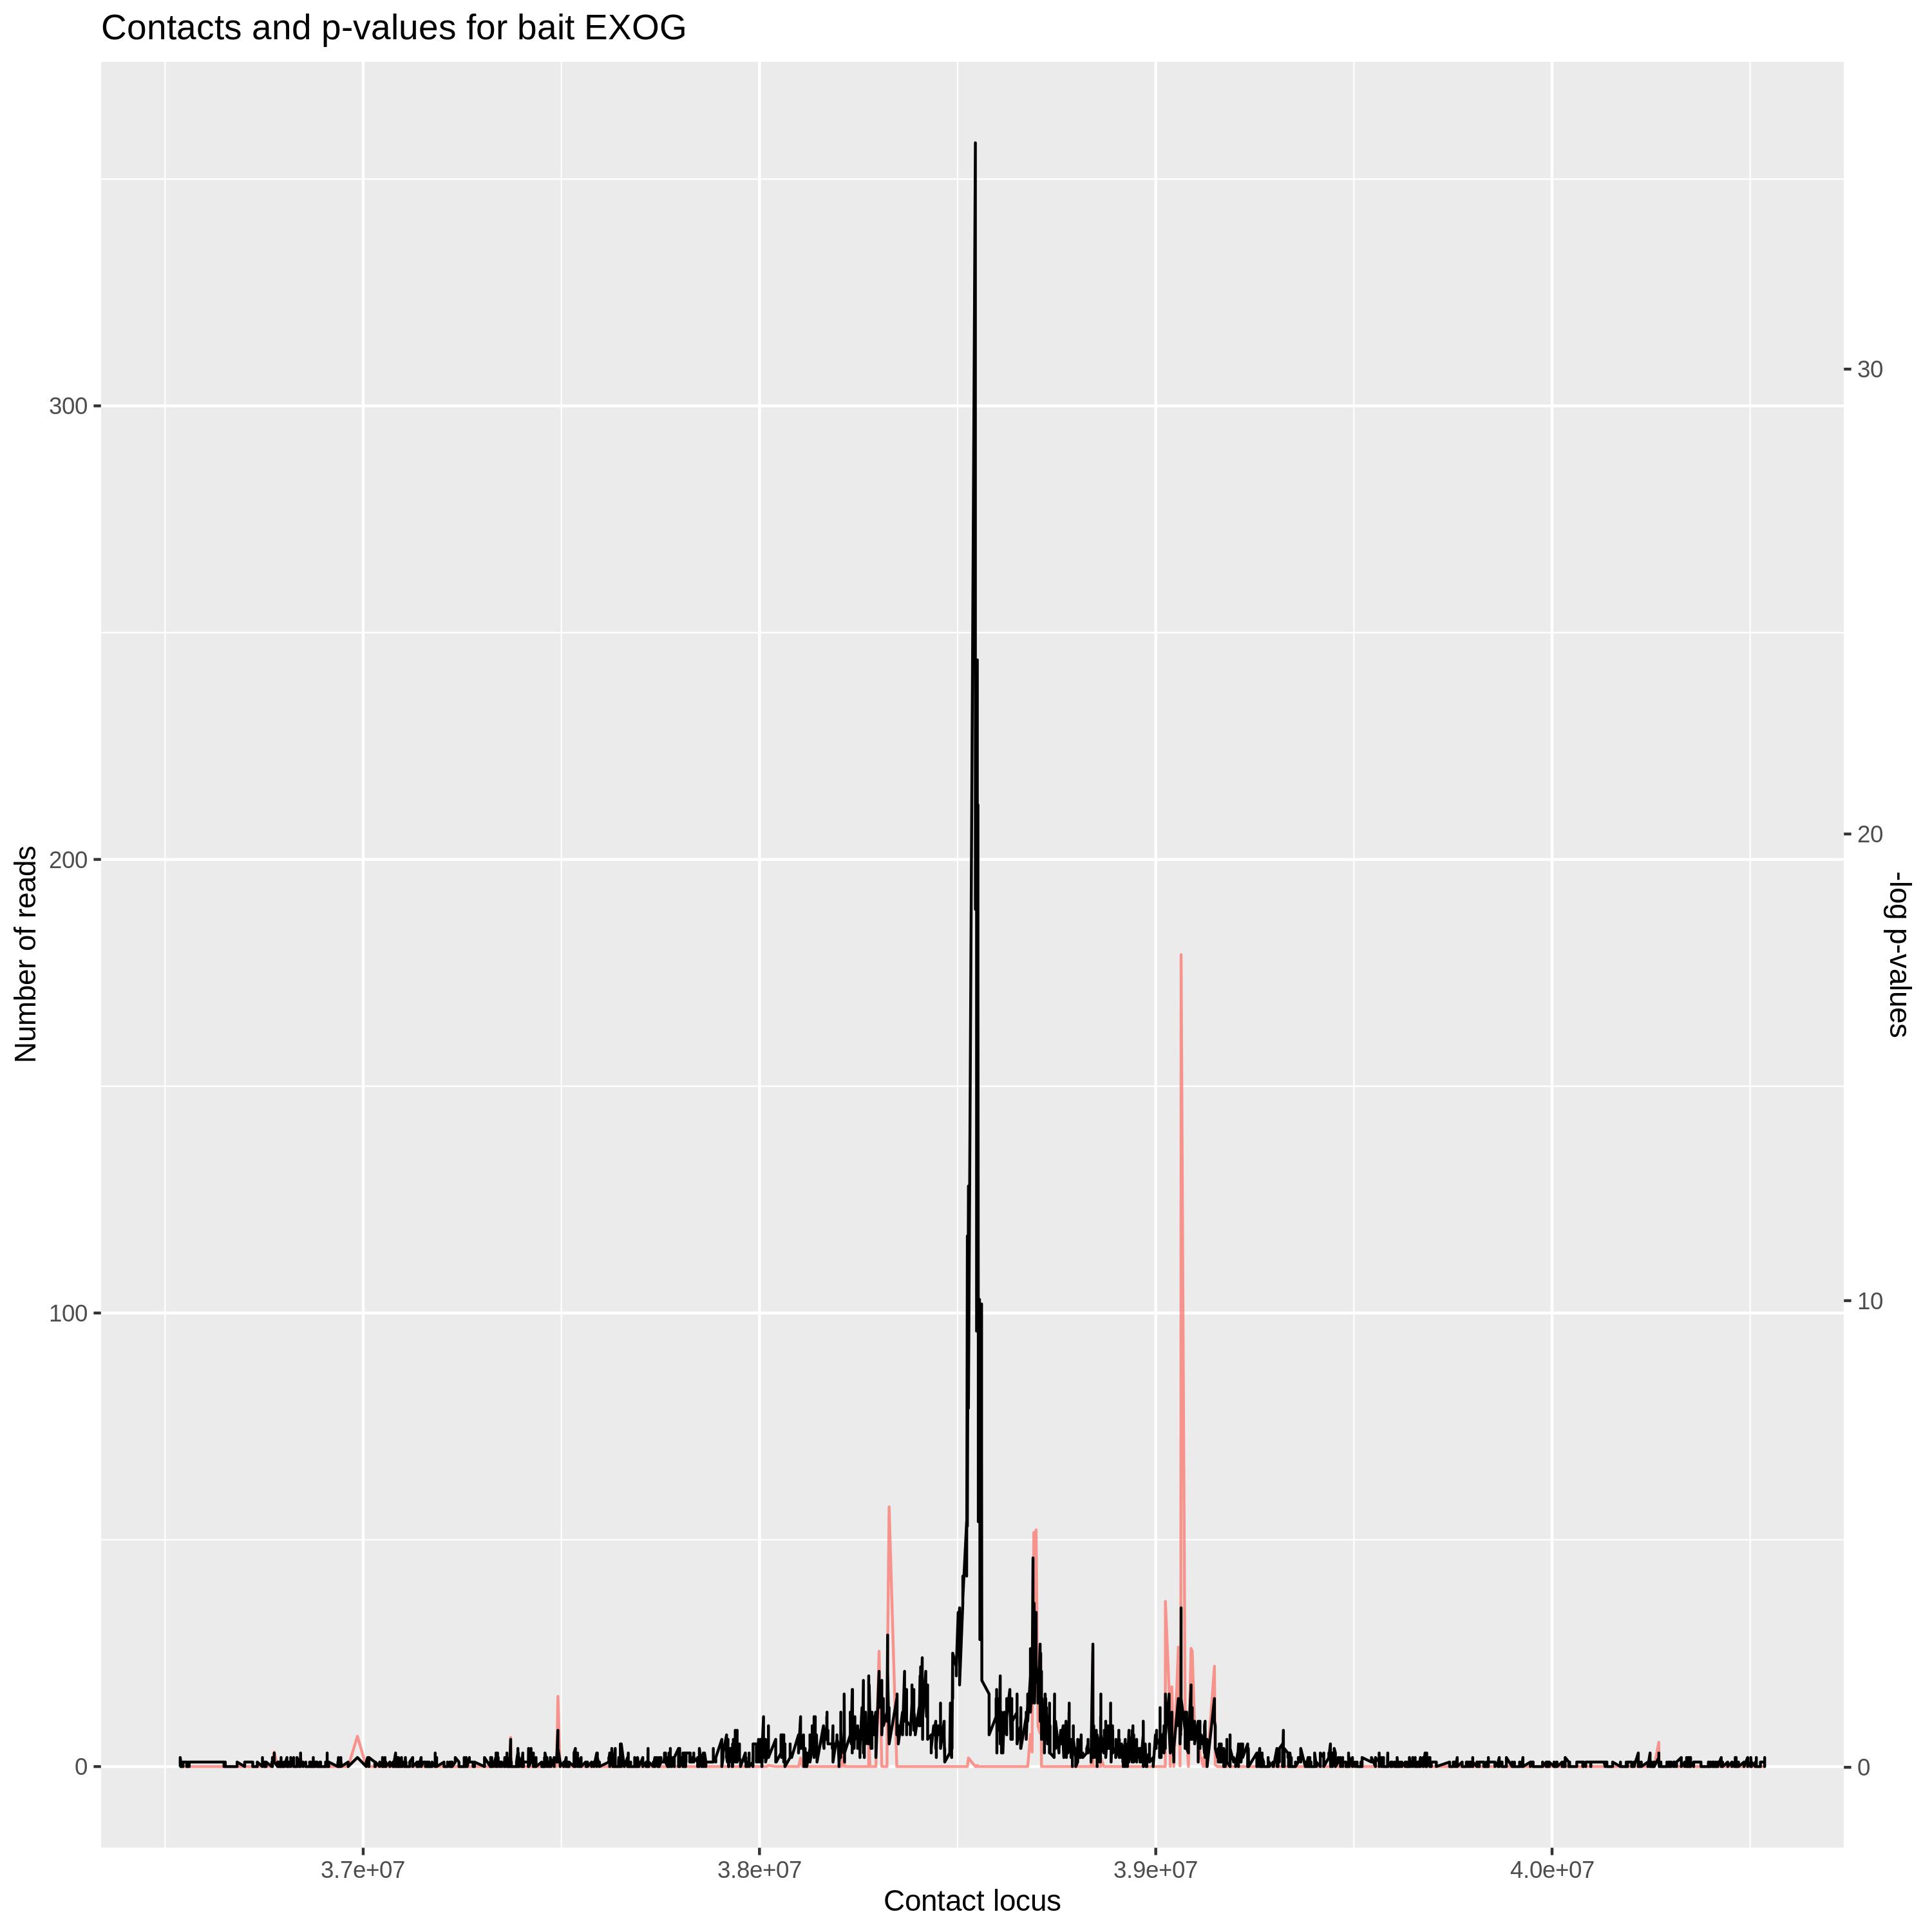 Contacts and p-values for bait EXOG
Number of reads
300
200
100
0
30
20
10
0
-log p-values
3.7e+07
3.8e+07
3.9e+07
4.0e+07
Contact locus